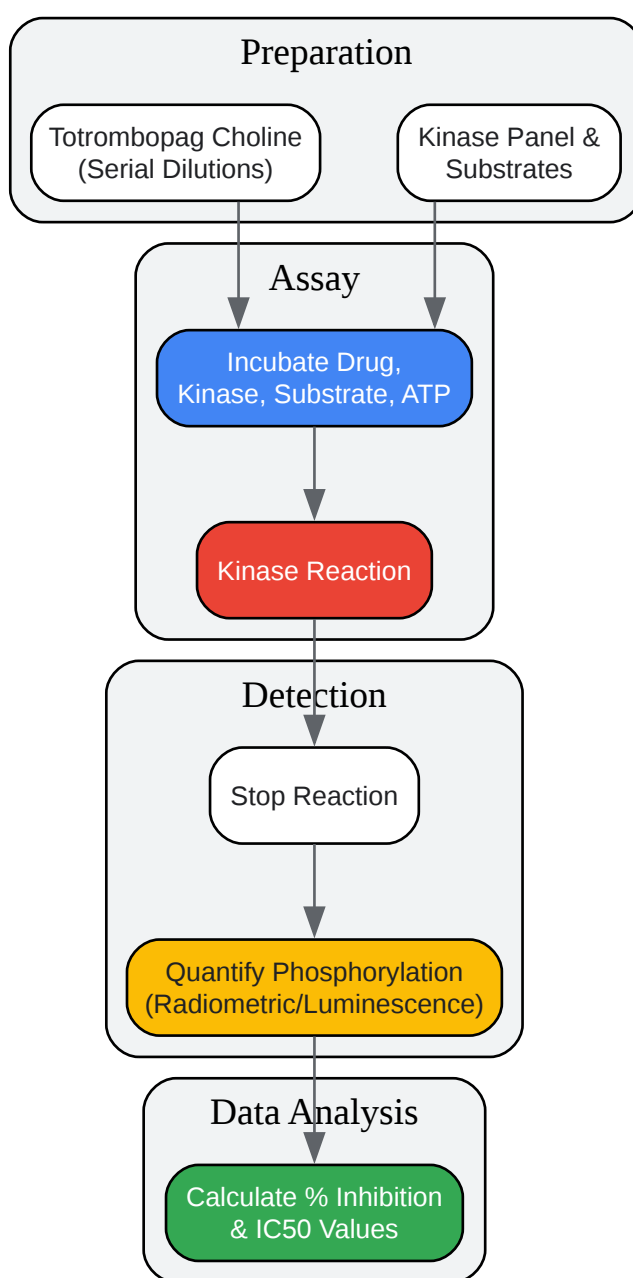 Preparation
Totrombopag Choline
(Serial Dilutions)
Kinase Panel &
Substrates
Assay
Incubate Drug,
Kinase, Substrate, ATP
Kinase Reaction
Detection
Stop Reaction
Quantify Phosphorylation
(Radiometric/Luminescence)
Data Analysis
Calculate % Inhibition
& IC50 Values